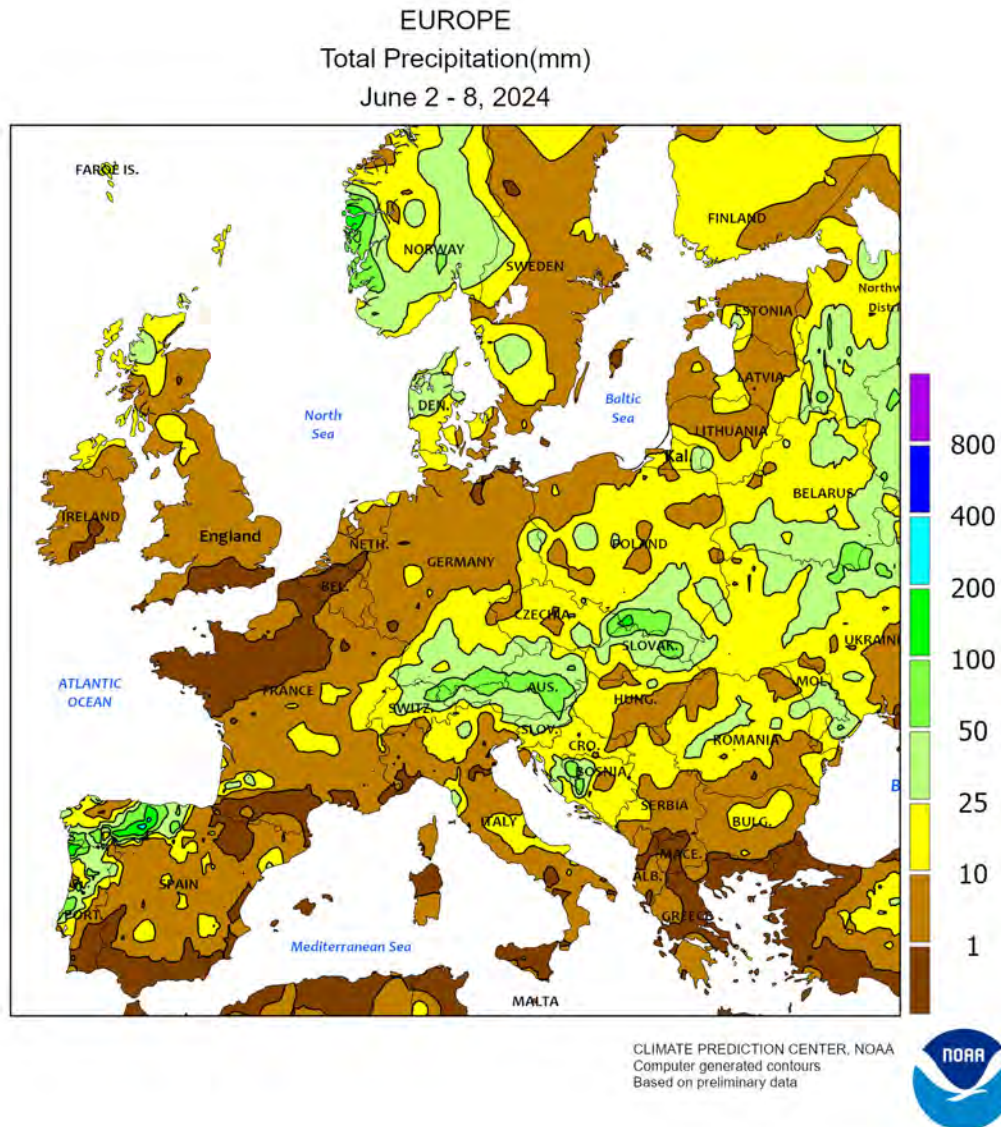 EUROPE
Total Precipitation(mm)
June 2 - 8, 2024
FAROE IS.
FINLAND
NORWAY
SWEDEN
Northw
Distri
ESTONIA
LATVIA
DEN.
North
Sea
Baltic
Sea
LITHUANIA
Kal.
800
BELARUS
400
IRELAND
England
NETH.
POLAND
GERMANY
BEL.
200
CZECHIA
SLOVAK.
UKRAINE
100
ATLANTIC
OCEAN
FRANCE
SWITZ.
AUS.
HUNG.
MOL.
SLOV.
CRO.
ROMANIA
50
BOSNIA
B
25
SERBIA
ITALY
BULG.
MACE.
10
SPAIN
ALB.
PORT.
GREECE
1
Mediterranean Sea
MALTA
CLIMATE PREDICTION CENTER, NOAA
Computer generated contours
Based on preliminary data
NOAA